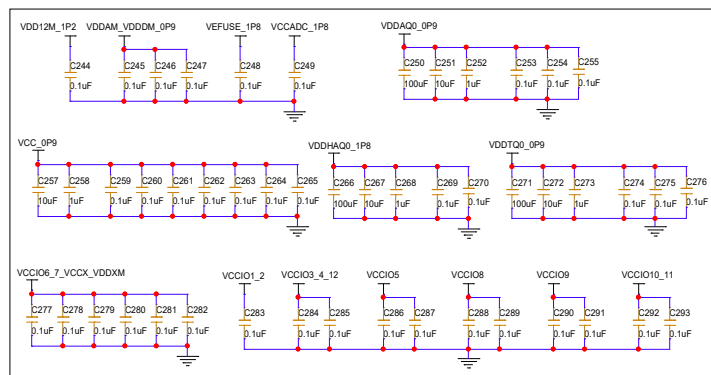 VDD12M_1P2 VDDAM_VDDDM_0P9 VEFUSE_1P8 VCCADC_1P8 VDDAQ0_0P9
C244 C245 C246 C247 C248 C249 C250 C251 C252 C253 C254 C255
0.1uF 0.1uF 0.1uF 0.1uF 0.1uF 0.1uF 100uF 10uF 1uF 0.1uF 0.1uF 0.1uF
VCC_0P9 VDDHAQ0_1P8 VDDTQ0_0P9
C257 C258 C259 C260 C261 C262 C263 C264 C265 C266 C267 C268 C269 C270 C271 C272 C273 C274 C275 C276
10uF 1uF 0.1uF 0.1uF 0.1uF 0.1uF 0.1uF 0.1uF 0.1uF 100uF 10uF 1uF 0.1uF 0.1uF 100uF 10uF 1uF 0.1uF 0.1uF 0.1uF
VCCIO6_7_VCCX_VDDXM VCCIO1_2 VCCIO3_4_12 VCCIO5 VCCIO8 VCCIO9 VCCIO10_11
C277 C278 C279 C280 C281 C282 C283 C284 C285 C286 C287 C288 C289 C290 C291 C292 C293
0.1uF 0.1uF 0.1uF 0.1uF 0.1uF 0.1uF 0.1uF 0.1uF 0.1uF 0.1uF 0.1uF 0.1uF 0.1uF 0.1uF 0.1uF 0.1uF 0.1uF